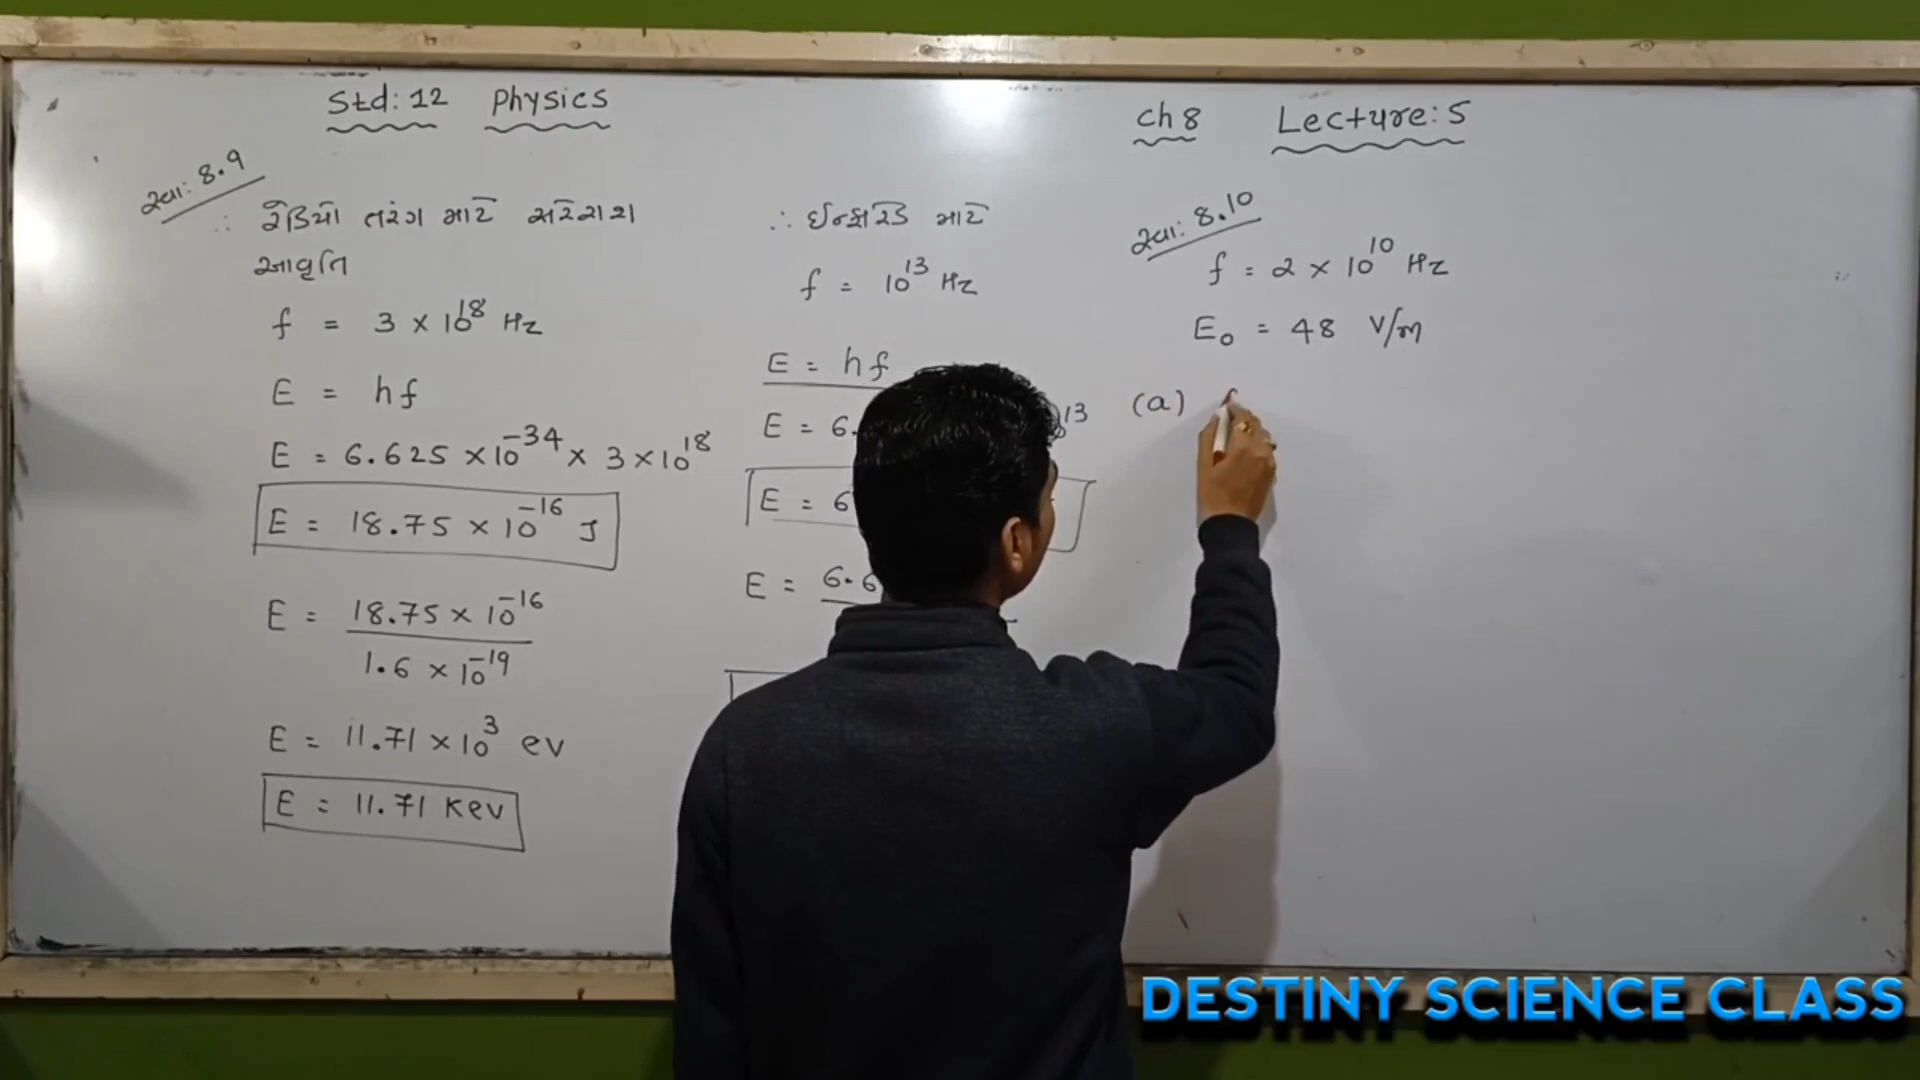 Std: 12 Physics
Ch 8 Lecture: 5
સ્વા: 8.9
∴ રેડિયો તરંગ માટે સરેરાશ
આવૃતિ
f = 3 × 10^18 Hz
E = hf
E = 6.625 × 10^-34 × 3 × 10^18
E = 18.75 × 10^-16 J
E = 18.75 × 10^-16 / 1.6 × 10^-19
E = 11.71 × 10^3 ev
E = 11.71 Kev
∴ ઈન્ફ્રારેડ માટે
f = 10^13 Hz
E = hf
E = 6.
13
E = 6
E = 6.6
સ્વા: 8.10
f = 2 × 10^10 Hz
E₀ = 48 V/m
(a)
DESTINY SCIENCE CLASS